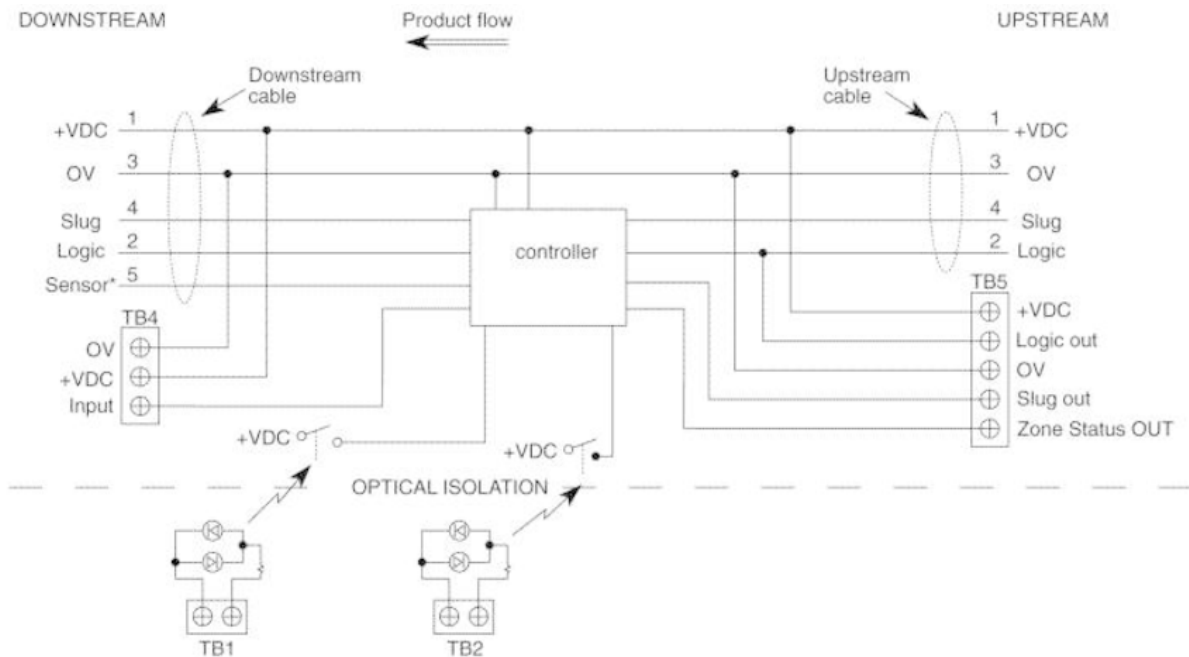 DOWNSTREAM
Product flow
UPSTREAM
Downstream
cable
Upstream
cable
+VDC 1
1 +VDC
OV 3
3 OV
Slug 4
4 Slug
Logic 2
2 Logic
controller
Sensor* 5
TB4
TB5
OV
+VDC
Input
+VDC
Logic out
OV
Slug out
Zone Status OUT
+VDC
+VDC
OPTICAL ISOLATION
TB1
TB2